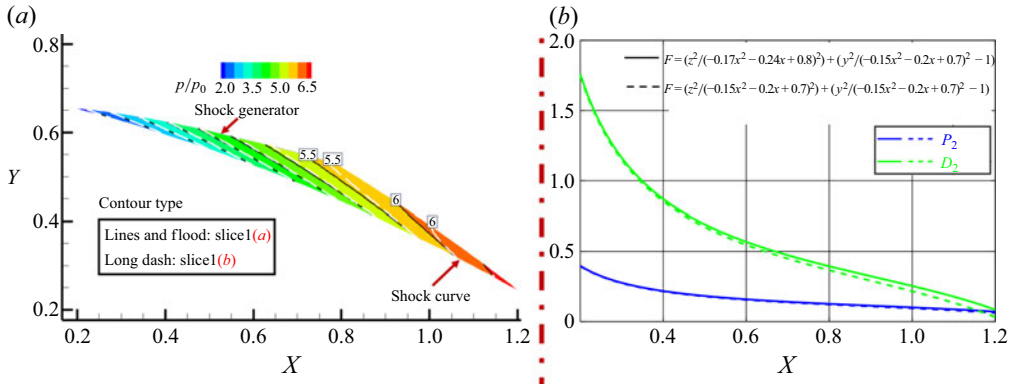 (a)
0.8
0.6
Y
0.4
0.2
p/p0
2.0 3.5 5.0 6.5
Shock generator
5.5
5.5
6
6
Contour type
Lines and flood: slice1(a)
Long dash: slice1(b)
Shock curve
0.2 0.4 0.6 0.8 1.0 1.2
X
(b)
2.0
1.5
1.0
0.5
0
F=(z²/(–0.17x²–0.24x+0.8)²)+(y²/(–0.15x²–0.2x+0.7)²–1)
F=(z²/(–0.15x²–0.2x+0.7)²)+(y²/(–0.15x²–0.2x+0.7)²–1)
P2
D2
0.4 0.6 0.8 1.0 1.2
X